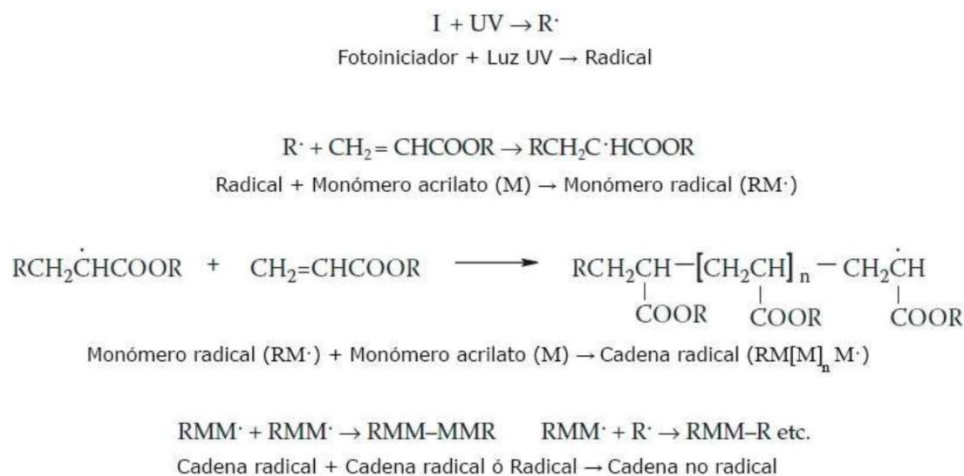 I + UV → R·
Fotoiniciador + Luz UV → Radical
R· + CH₂= CHCOOR → RCH₂C·HCOOR
Radical + Monómero acrilato (M) → Monómero radical (RM·)
RCH₂ĊHCOOR + CH₂=CHCOOR → RCH₂CH–[CH₂CH]ₙ – CH₂ĊH
COOR COOR COOR
Monómero radical (RM·) + Monómero acrilato (M) → Cadena radical (RM[M]ₙ M·)
RMM· + RMM· → RMM–MMR RMM· + R· → RMM–R etc.
Cadena radical + Cadena radical ó Radical → Cadena no radical